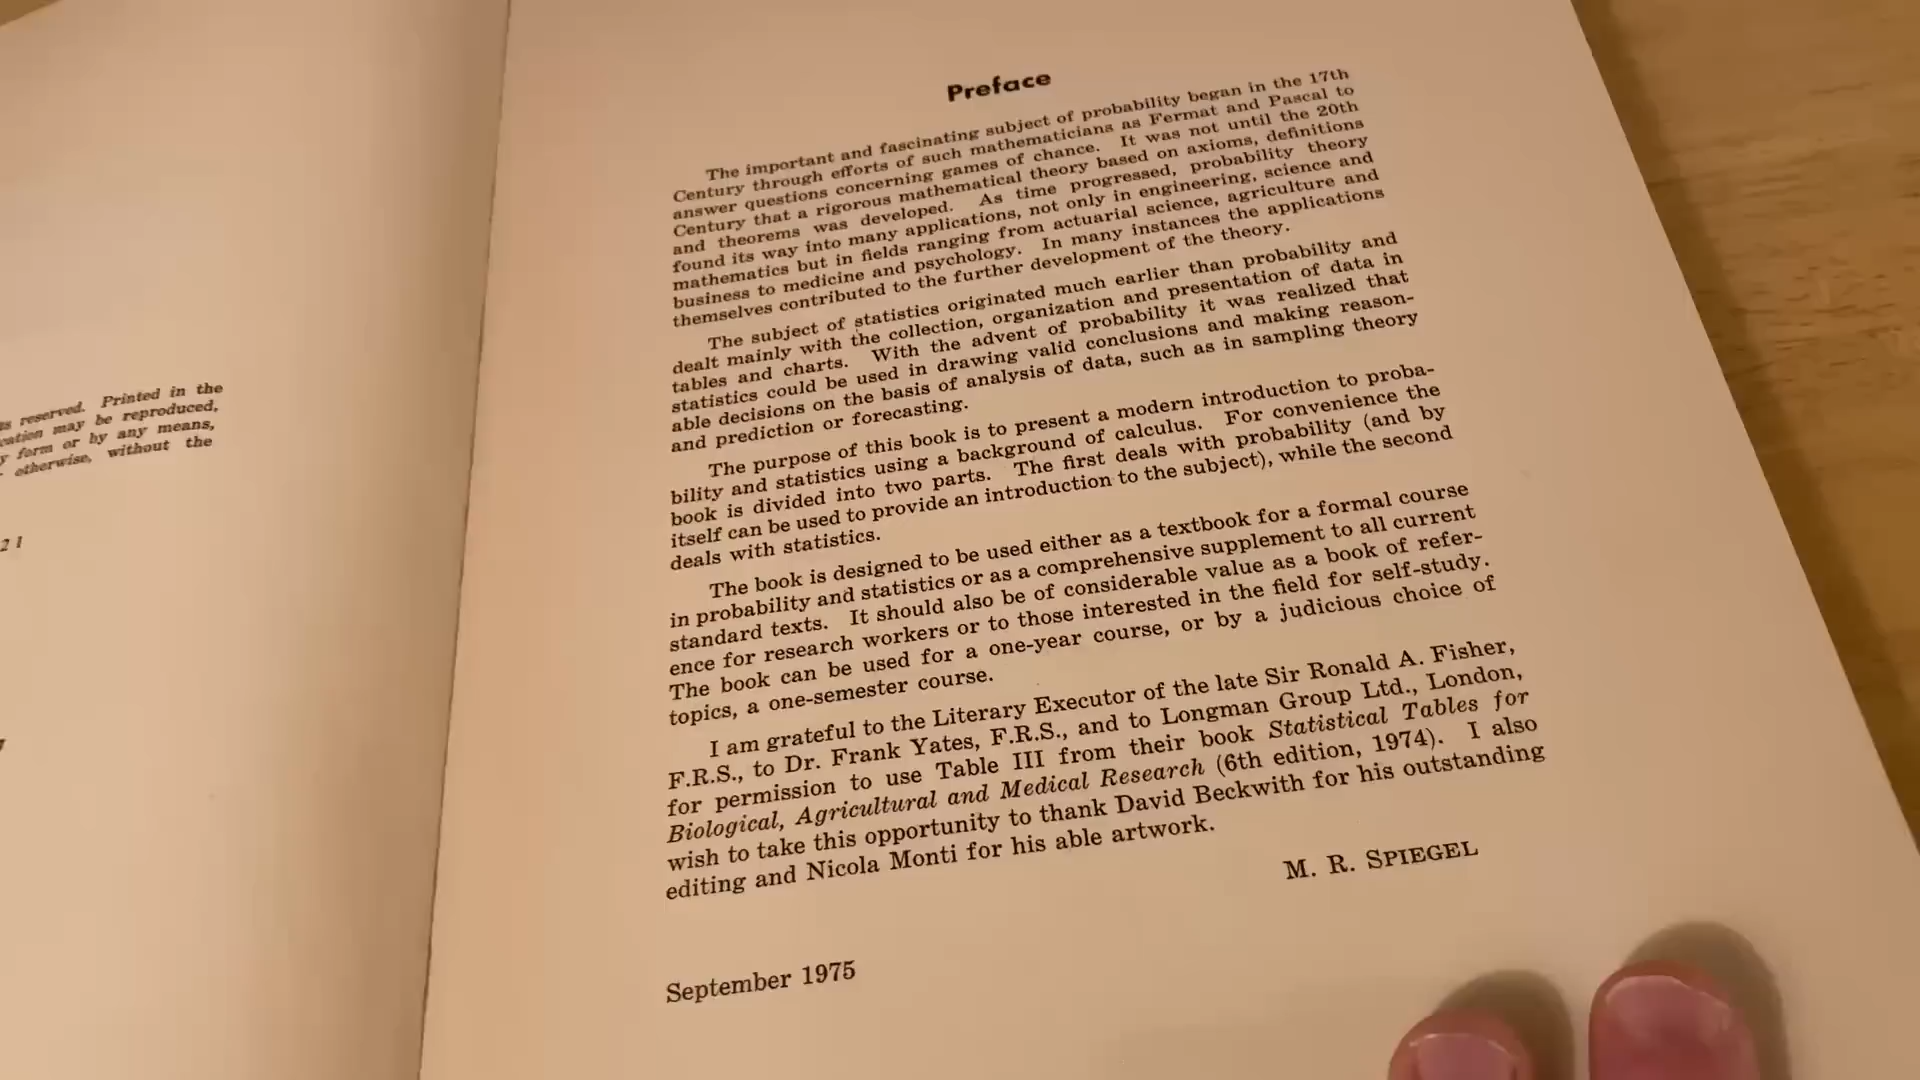 s reserved. Printed in the
cation may be reproduced,
y form or by any means,
otherwise, without the
2 1
Preface
The important and fascinating subject of probability began in the 17th
Century through efforts of such mathematicians as Fermat and Pascal to
answer questions concerning games of chance. It was not until the 20th
Century that a rigorous mathematical theory based on axioms, definitions
and theorems was developed. As time progressed, probability theory
found its way into many applications, not only in engineering, science and
mathematics but in fields ranging from actuarial science, agriculture and
business to medicine and psychology. In many instances the applications
themselves contributed to the further development of the theory.
The subject of statistics originated much earlier than probability and
dealt mainly with the collection, organization and presentation of data in
tables and charts. With the advent of probability it was realized that
statistics could be used in drawing valid conclusions and making reason-
able decisions on the basis of analysis of data, such as in sampling theory
and prediction or forecasting.
The purpose of this book is to present a modern introduction to proba-
bility and statistics using a background of calculus. For convenience the
book is divided into two parts. The first deals with probability (and by
itself can be used to provide an introduction to the subject), while the second
deals with statistics.
The book is designed to be used either as a textbook for a formal course
in probability and statistics or as a comprehensive supplement to all current
standard texts. It should also be of considerable value as a book of refer-
ence for research workers or to those interested in the field for self-study.
The book can be used for a one-year course, or by a judicious choice of
topics, a one-semester course.
I am grateful to the Literary Executor of the late Sir Ronald A. Fisher,
F.R.S., to Dr. Frank Yates, F.R.S., and to Longman Group Ltd., London,
for permission to use Table III from their book Statistical Tables for
Biological, Agricultural and Medical Research (6th edition, 1974). I also
wish to take this opportunity to thank David Beckwith for his outstanding
editing and Nicola Monti for his able artwork.
M. R. SPIEGEL
September 1975